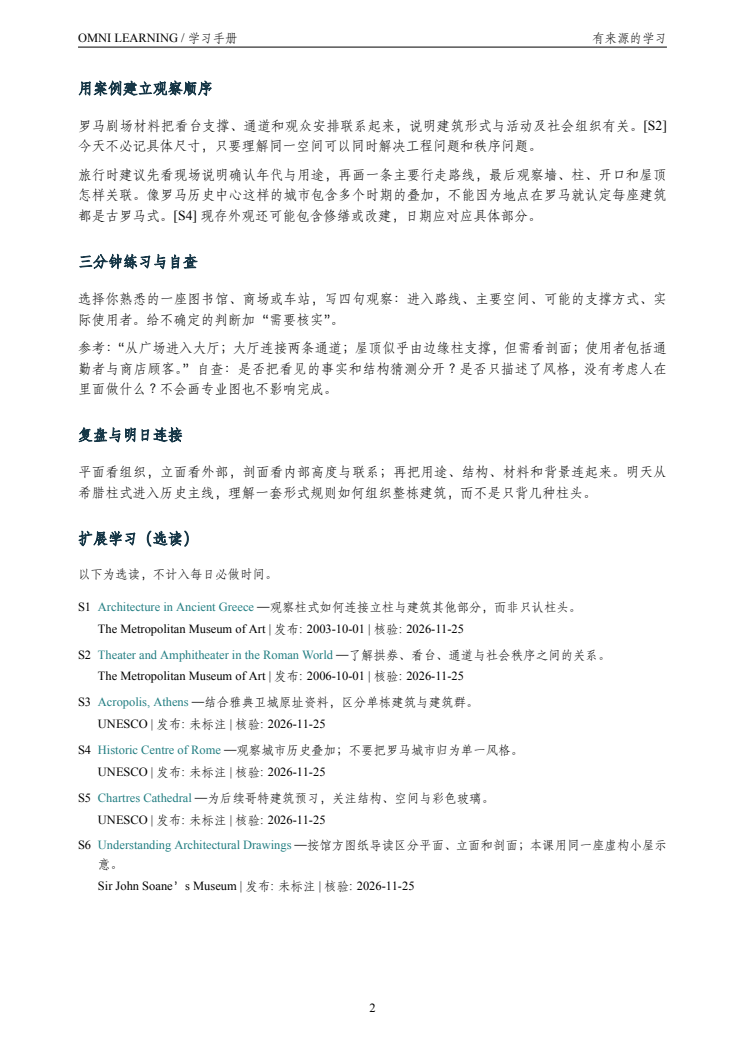 OMNI LEARNING / 学习手册
有来源的学习
用案例建立观察顺序
罗马剧场材料把看台支撑、通道和观众安排联系起来，说明建筑形式与活动及社会组织有关。[S2]
今天不必记具体尺寸，只要理解同一空间可以同时解决工程问题和秩序问题。
旅行时建议先看现场说明确认年代与用途，再画一条主要行走路线，最后观察墙、柱、开口和屋顶
怎样关联。像罗马历史中心这样的城市包含多个时期的叠加，不能因为地点在罗马就认定每座建筑
都是古罗马式。[S4] 现存外观还可能包含修缮或改建，日期应对应具体部分。
三分钟练习与自查
选择你熟悉的一座图书馆、商场或车站，写四句观察：进入路线、主要空间、可能的支撑方式、实
际使用者。给不确定的判断加“需要核实”。
参考：“从广场进入大厅；大厅连接两条通道；屋顶似乎由边缘柱支撑，但需看剖面；使用者包括通
勤者与商店顾客。”自查：是否把看见的事实和结构猜测分开？是否只描述了风格，没有考虑人在
里面做什么？不会画专业图也不影响完成。
复盘与明日连接
平面看组织，立面看外部，剖面看内部高度与联系；再把用途、结构、材料和背景连起来。明天从
希腊柱式进入历史主线，理解一套形式规则如何组织整栋建筑，而不是只背几种柱头。
扩展学习（选读）
以下为选读，不计入每日必做时间。
S1 Architecture in Ancient Greece —观察柱式如何连接立柱与建筑其他部分，而非只认柱头。
The Metropolitan Museum of Art | 发布: 2003-10-01 | 核验: 2026-11-25
S2 Theater and Amphitheater in the Roman World —了解拱券、看台、通道与社会秩序之间的关系。
The Metropolitan Museum of Art | 发布: 2006-10-01 | 核验: 2026-11-25
S3 Acropolis, Athens —结合雅典卫城原址资料，区分单栋建筑与建筑群。
UNESCO | 发布: 未标注 | 核验: 2026-11-25
S4 Historic Centre of Rome —观察城市历史叠加；不要把罗马城市归为单一风格。
UNESCO | 发布: 未标注 | 核验: 2026-11-25
S5 Chartres Cathedral —为后续哥特建筑预习，关注结构、空间与彩色玻璃。
UNESCO | 发布: 未标注 | 核验: 2026-11-25
S6 Understanding Architectural Drawings —按馆方图纸导读区分平面、立面和剖面；本课用同一座虚构小屋示
意。
Sir John Soane’s Museum | 发布: 未标注 | 核验: 2026-11-25
2